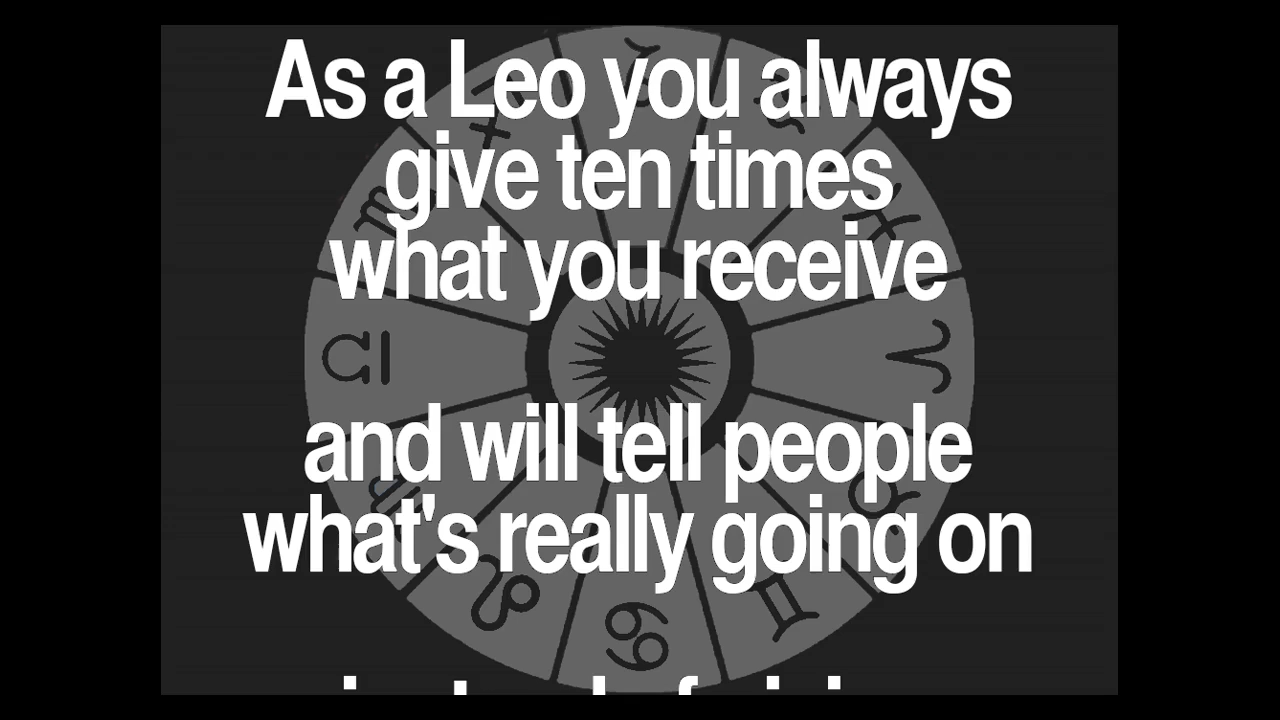 As a Leo you always
give ten times
what you receive
and will tell people
what's really going on